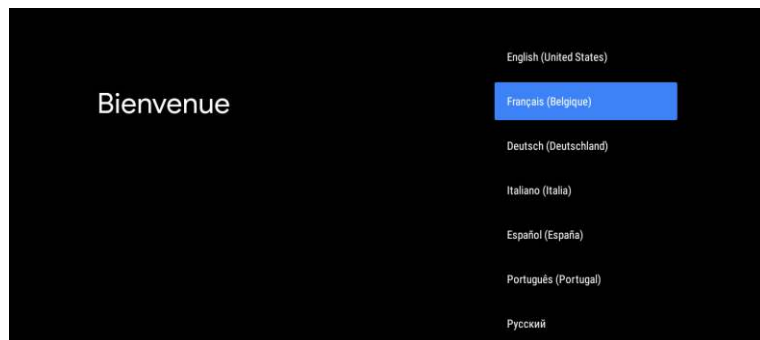 Bienvenue
English (United States)
Français (Belgique)
Deutsch (Deutschland)
Italiano (Italia)
Español (España)
Português (Portugal)
Русский